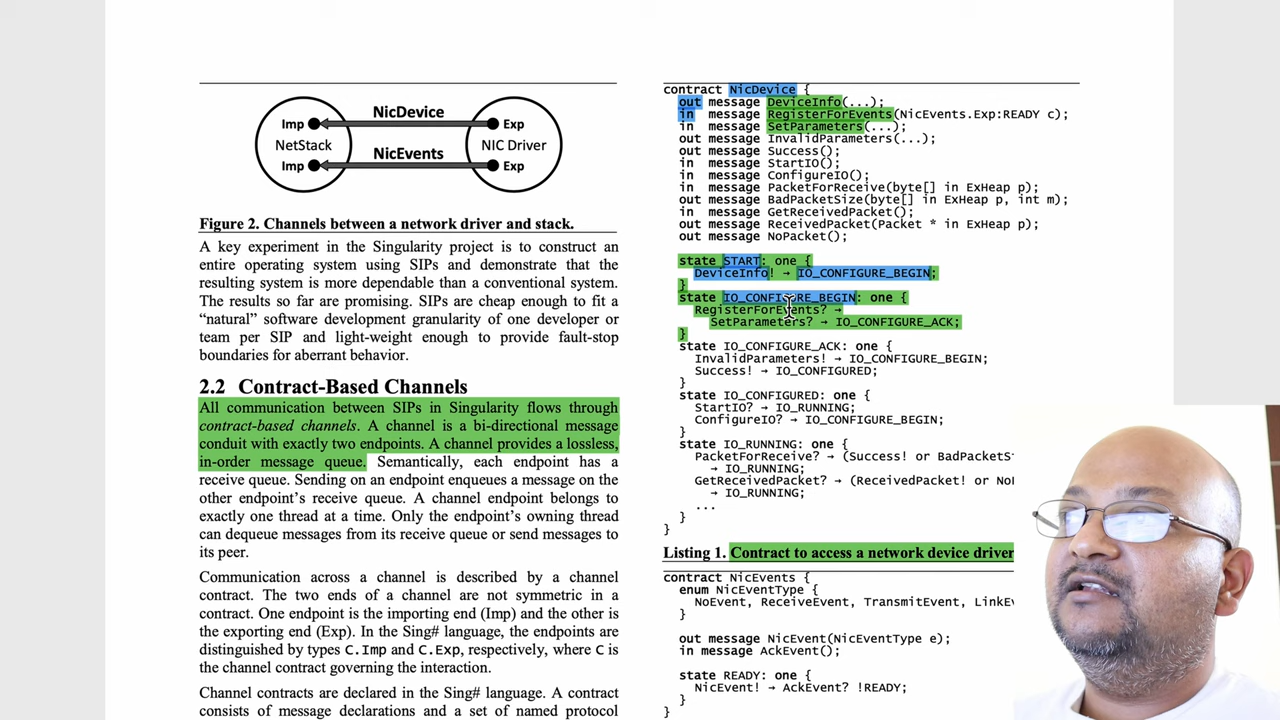 NicDevice
Imp
Exp
NetStack
NIC Driver
NicEvents
Imp
Exp
Figure 2. Channels between a network driver and stack.
A key experiment in the Singularity project is to construct an
entire operating system using SIPs and demonstrate that the
resulting system is more dependable than a conventional system.
The results so far are promising. SIPs are cheap enough to fit a
“natural” software development granularity of one developer or
team per SIP and light-weight enough to provide fault-stop
boundaries for aberrant behavior.
2.2 Contract-Based Channels
All communication between SIPs in Singularity flows through
contract-based channels. A channel is a bi-directional message
conduit with exactly two endpoints. A channel provides a lossless,
in-order message queue. Semantically, each endpoint has a
receive queue. Sending on an endpoint enqueues a message on the
other endpoint’s receive queue. A channel endpoint belongs to
exactly one thread at a time. Only the endpoint’s owning thread
can dequeue messages from its receive queue or send messages to
its peer.
Communication across a channel is described by a channel
contract. The two ends of a channel are not symmetric in a
contract. One endpoint is the importing end (Imp) and the other is
the exporting end (Exp). In the Sing# language, the endpoints are
distinguished by types C.Imp and C.Exp, respectively, where C is
the channel contract governing the interaction.
Channel contracts are declared in the Sing# language. A contract
consists of message declarations and a set of named protocol
contract NicDevice {
out message DeviceInfo(...);
in message RegisterForEvents(NicEvents.Exp:READY c);
in message SetParameters(...);
out message InvalidParameters(...);
out message Success();
in message StartIO();
in message ConfigureIO();
in message PacketForReceive(byte[] in ExHeap p);
out message BadPacketSize(byte[] in ExHeap p, int m);
in message GetReceivedPacket();
out message ReceivedPacket(Packet * in ExHeap p);
out message NoPacket();
state START: one {
DeviceInfo! → IO_CONFIGURE_BEGIN;
}
state IO_CONFIGURE_BEGIN: one {
RegisterForEvents? →
SetParameters? → IO_CONFIGURE_ACK;
}
state IO_CONFIGURE_ACK: one {
InvalidParameters! → IO_CONFIGURE_BEGIN;
Success! → IO_CONFIGURED;
}
state IO_CONFIGURED: one {
StartIO? → IO_RUNNING;
ConfigureIO? → IO_CONFIGURE_BEGIN;
}
state IO_RUNNING: one {
PacketForReceive? → (Success! or BadPacketS
→ IO_RUNNING;
GetReceivedPacket? → (ReceivedPacket! or No
→ IO_RUNNING;
...
}
}
Listing 1. Contract to access a network device driver
contract NicEvents {
enum NicEventType {
NoEvent, ReceiveEvent, TransmitEvent, LinkE
}
out message NicEvent(NicEventType e);
in message AckEvent();
state READY: one {
NicEvent! → AckEvent? !READY;
}
}